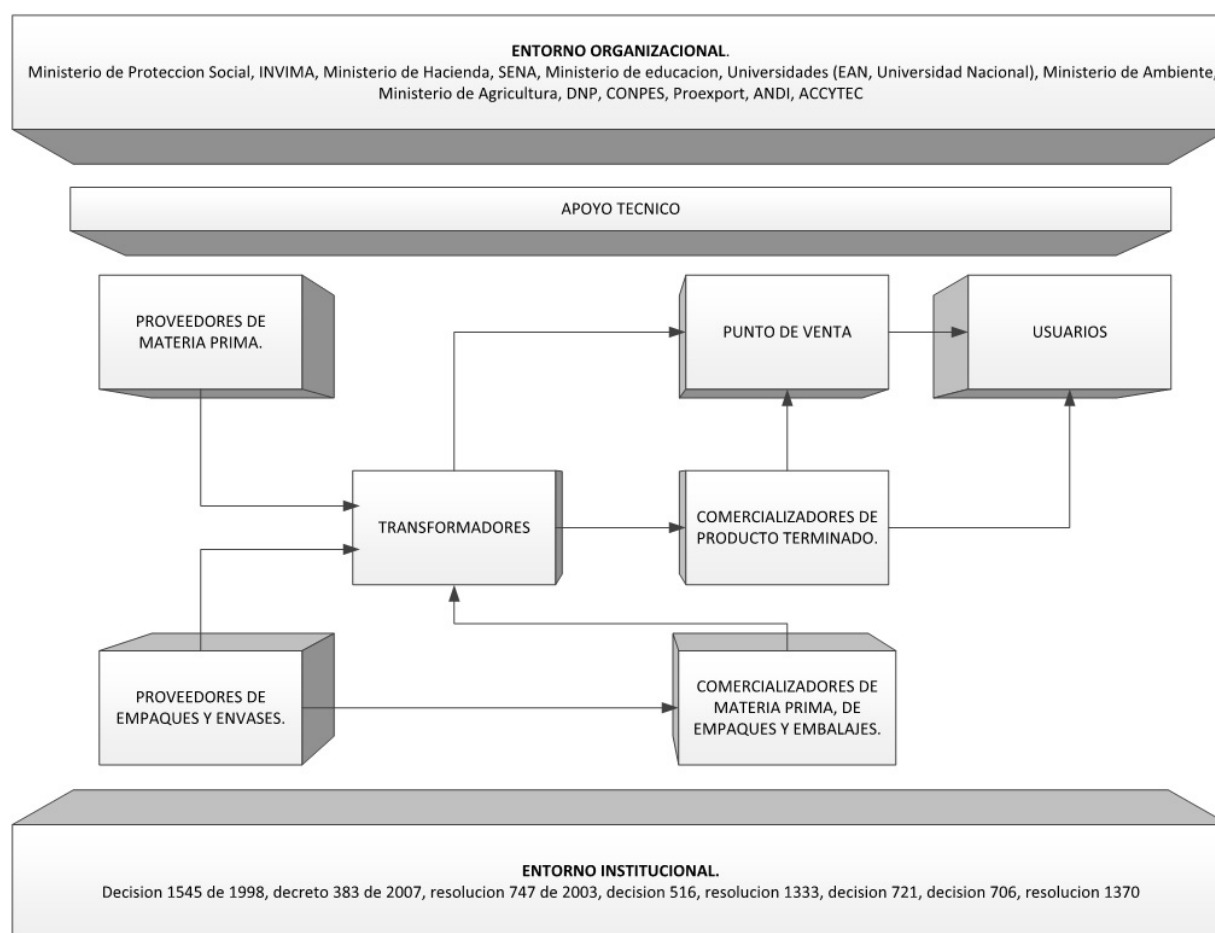 ENTORNO ORGANIZACIONAL.
Ministerio de Proteccion Social, INVIMA, Ministerio de Hacienda, SENA, Ministerio de educacion, Universidades (EAN, Universidad Nacional), Ministerio de Ambiente,
Ministerio de Agricultura, DNP, CONPES, Proexport, ANDI, ACCYTEC
APOYO TECNICO
PROVEEDORES DE
MATERIA PRIMA.
PUNTO DE VENTA
USUARIOS
TRANSFORMADORES
COMERCIALIZADORES DE
PRODUCTO TERMINADO.
PROVEEDORES DE
EMPAQUES Y ENVASES.
COMERCIALIZADORES DE
MATERIA PRIMA, DE
EMPAQUES Y EMBALAJES.
ENTORNO INSTITUCIONAL.
Decision 1545 de 1998, decreto 383 de 2007, resolucion 747 de 2003, decision 516, resolucion 1333, decision 721, decision 706, resolucion 1370